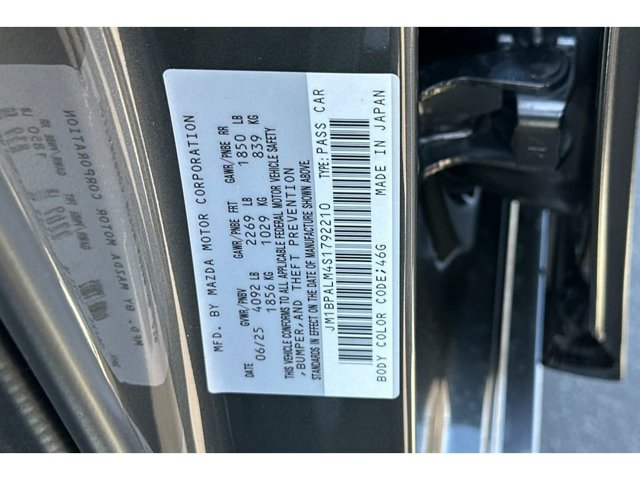 MFD. BY MAZDA MOTOR CORPORATION
DATE GVWR/PNBV GAWR/PNBE FRT GAWR/PNBE RR
06/25 4092 LB 2269 LB 1850 LB
1856 KG 1029 KG 839 KG
THIS VEHICLE CONFORMS TO ALL APPLICABLE FEDERAL MOTOR VEHICLE SAFETY
,BUMPER,AND THEFT PREVENTION
STANDARDS IN EFFECT ON THE DATE OF MANUFACTURE SHOWN ABOVE.
JM1BPALM4S1792210 TYPE: PASS CAR
BODY COLOR CODE;46G MADE IN JAPAN